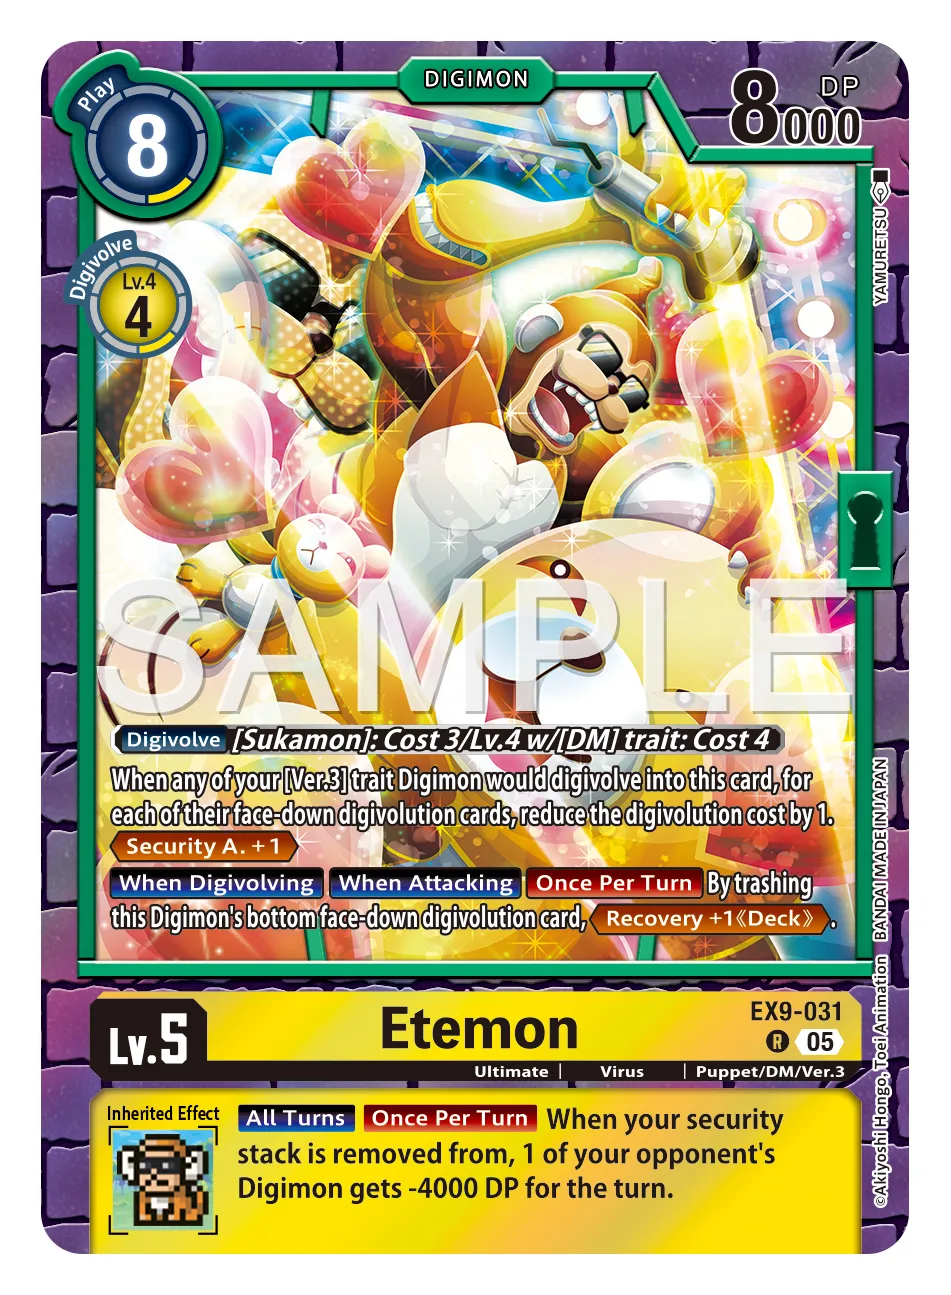 Play
8
DIGIMON
8000
DP
Digivolve
Lv.4
4
YAMURETSU
SAMPLE
Digivolve [Sukamon]: Cost 3/Lv.4 w/[DM] trait: Cost 4
When any of your [Ver.3] trait Digimon would digivolve into this card, for
each of their face-down digivolution cards, reduce the digivolution cost by 1.
Security A. +1
When Digivolving When Attacking Once Per Turn By trashing
this Digimon's bottom face-down digivolution card, Recovery +1《Deck》.
©Akiyoshi Hongo, Toei Animation BANDAI MADE IN JAPAN
Lv.5
Etemon
EX9-031
R 05
Ultimate | Virus | Puppet/DM/Ver.3
Inherited Effect
All Turns Once Per Turn When your security
stack is removed from, 1 of your opponent's
Digimon gets -4000 DP for the turn.